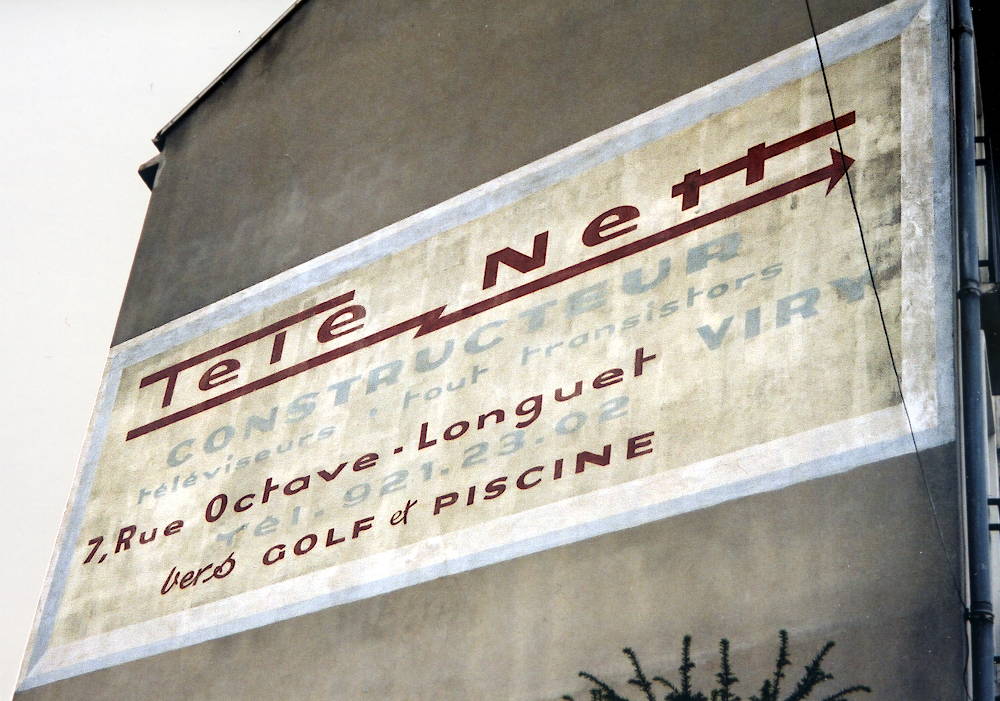 Télé Nett
CONSTRUCTEUR
téléviseurs tout transistors
7, Rue Octave-Longuet VIRY
Tél. 921.23.02
vers GOLF et PISCINE